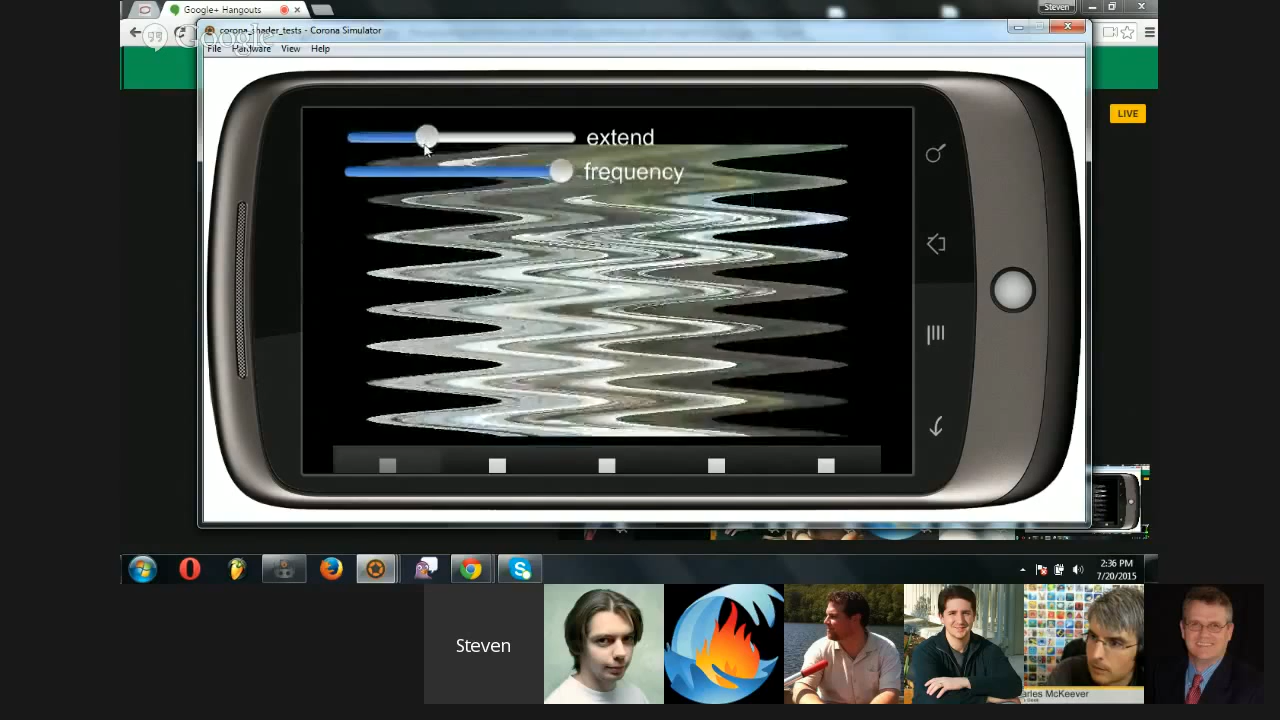 Google+ Hangouts
Steven
Google
corona_shader_tests - Corona Simulator
File Hardware View Help
LIVE
extend
frequency
2:36 PM
7/20/2015
Steven
arles McKeever